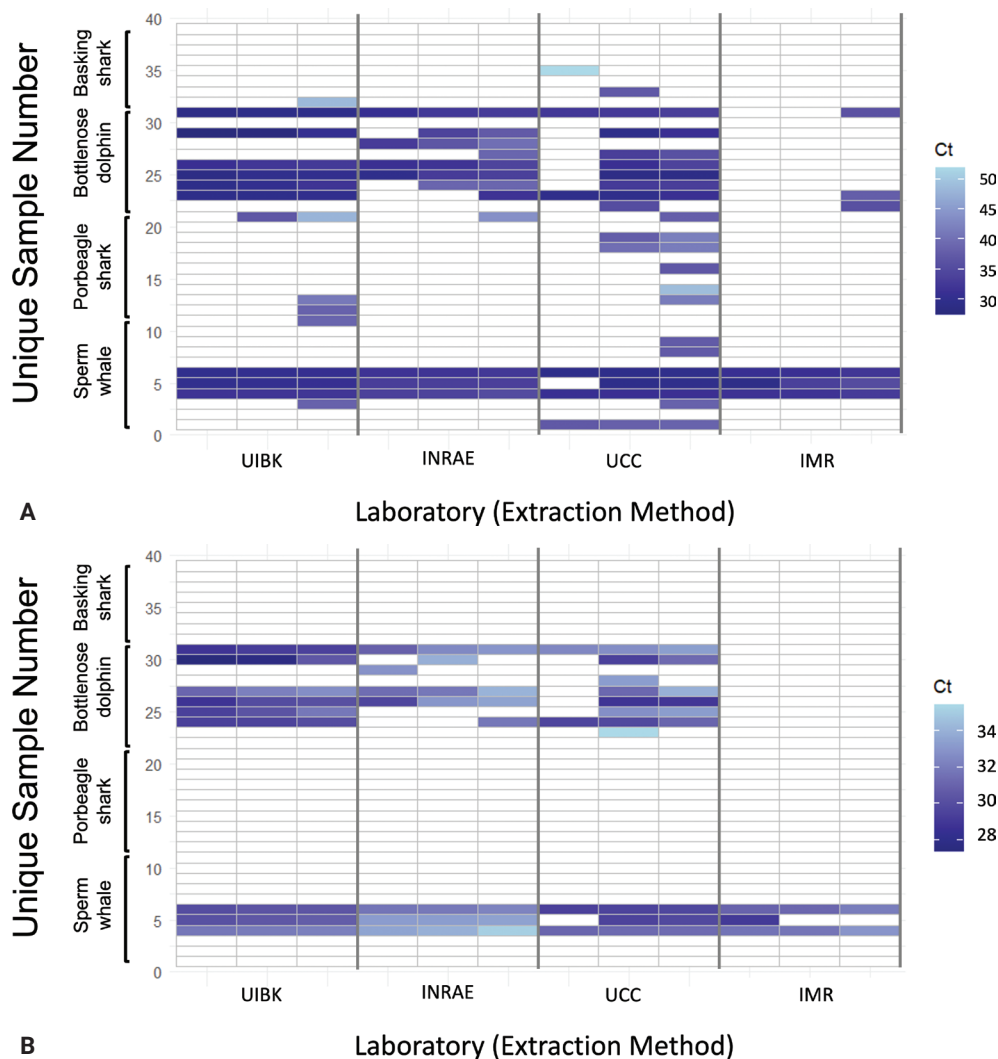 40
35
30
25
20
15
10
5
0
Unique Sample Number
Basking
shark
Bottlenose
dolphin
Porbeagle
shark
Sperm
whale
Ct
50
45
40
35
30
UIBK
INRAE
UCC
IMR
A
Laboratory (Extraction Method)
40
35
30
25
20
15
10
5
0
Unique Sample Number
Basking
shark
Bottlenose
dolphin
Porbeagle
shark
Sperm
whale
Ct
34
32
30
28
UIBK
INRAE
UCC
IMR
B
Laboratory (Extraction Method)